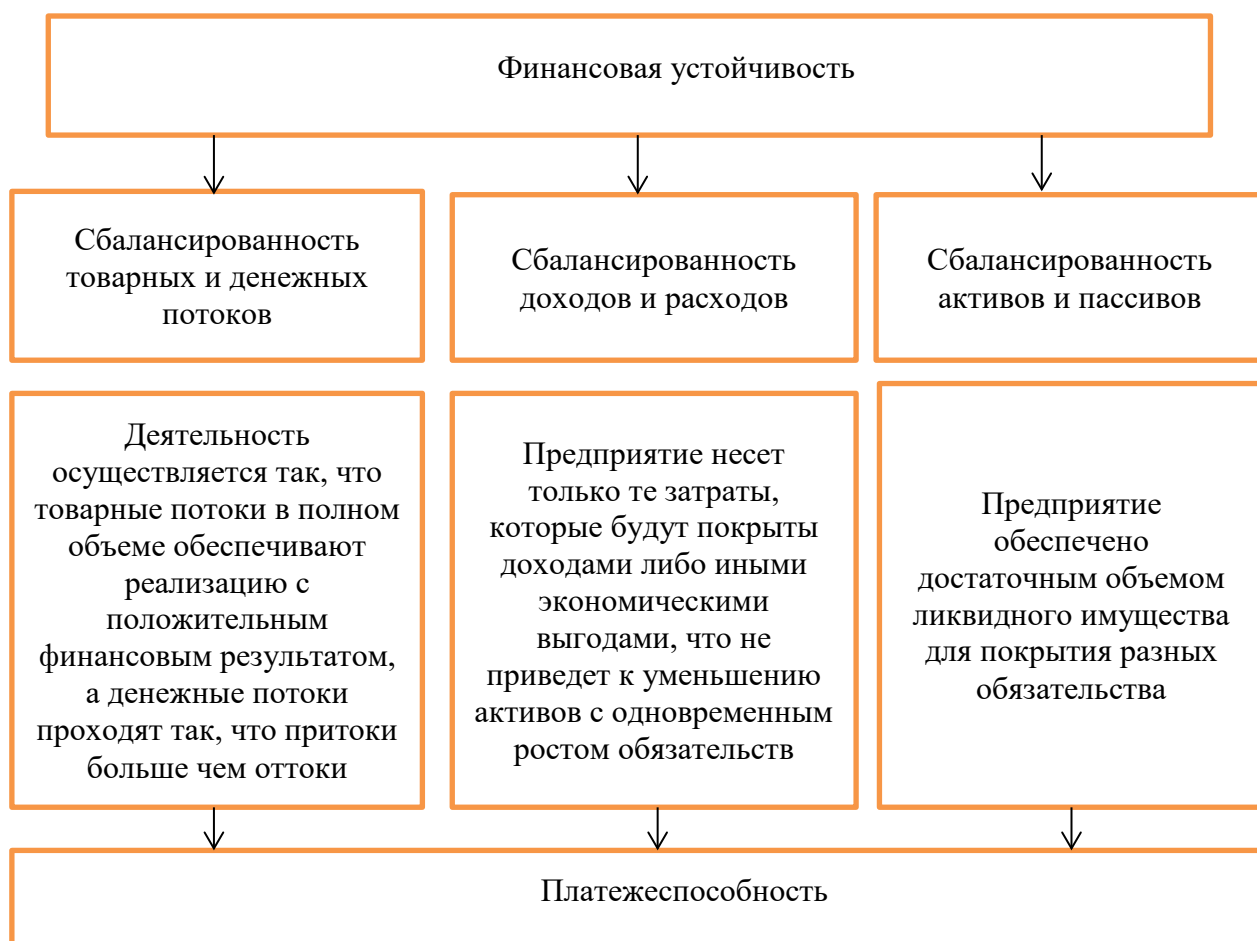 Финансовая устойчивость
Сбалансированность
товарных и денежных
потоков
Сбалансированность
доходов и расходов
Сбалансированность
активов и пассивов
Деятельность
осуществляется так, что
товарные потоки в полном
объеме обеспечивают
реализацию с
положительным
финансовым результатом,
а денежные потоки
проходят так, что притоки
больше чем оттоки
Предприятие несет
только те затраты,
которые будут покрыты
доходами либо иными
экономическими
выгодами, что не
приведет к уменьшению
активов с одновременным
ростом обязательств
Предприятие
обеспечено
достаточным объемом
ликвидного имущества
для покрытия разных
обязательства
Платежеспособность